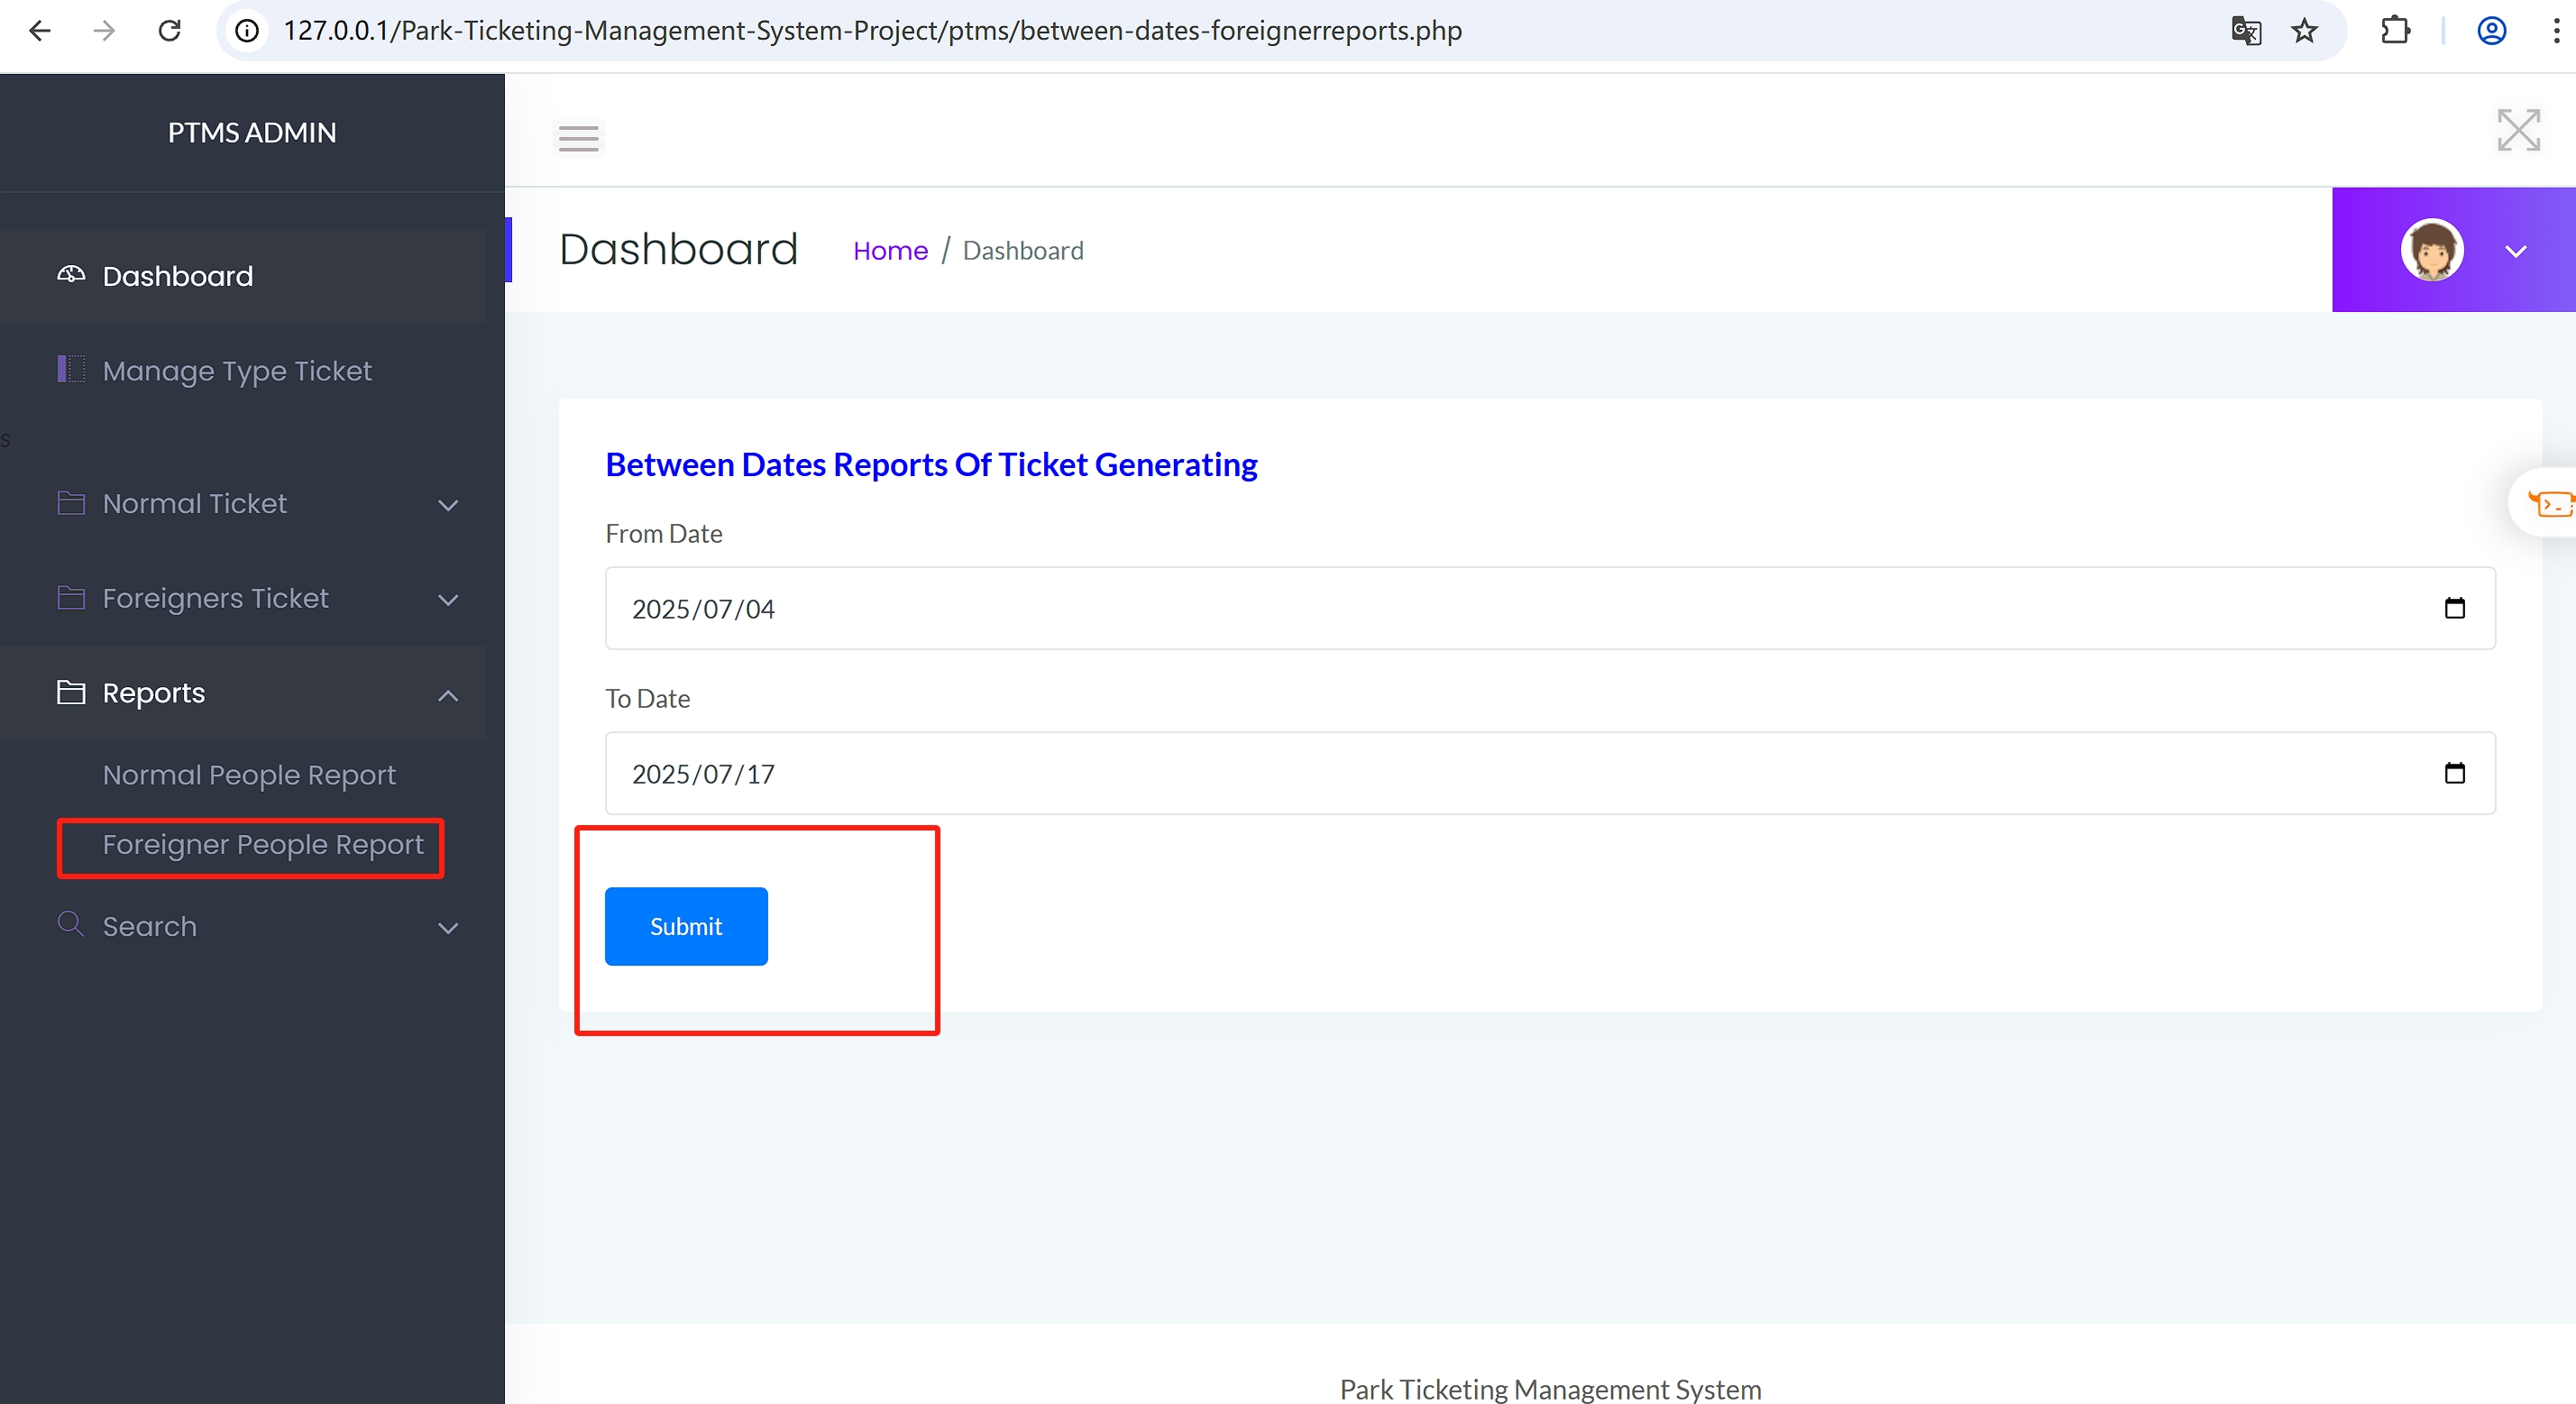 127.0.0.1/Park-Ticketing-Management-System-Project/ptms/between-dates-foreignerreports.php
PTMS ADMIN
Dashboard
Manage Type Ticket
s
Normal Ticket
Foreigners Ticket
Reports
Normal People Report
Foreigner People Report
Search
Dashboard
Home / Dashboard
Between Dates Reports Of Ticket Generating
From Date
2025/07/04
To Date
2025/07/17
Submit
Park Ticketing Management System